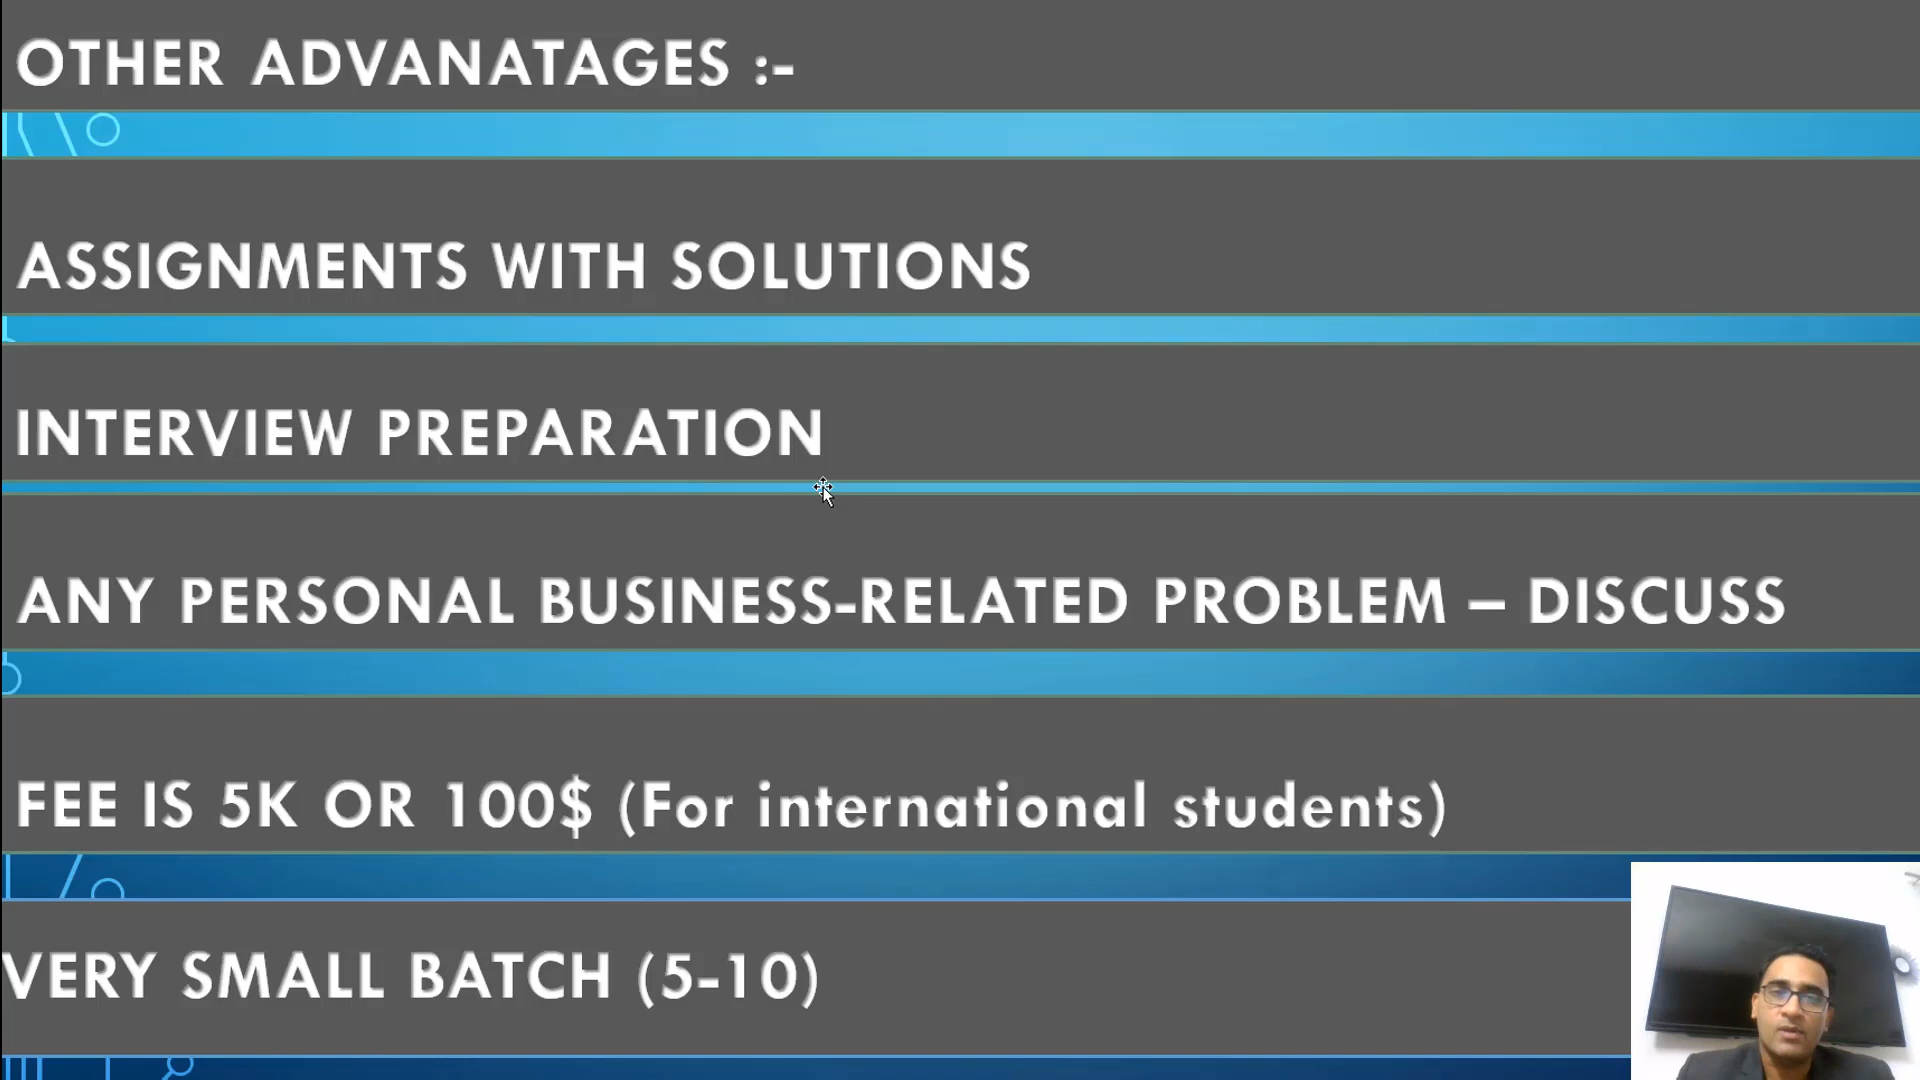 OTHER ADVANATAGES :-
ASSIGNMENTS WITH SOLUTIONS
INTERVIEW PREPARATION
ANY PERSONAL BUSINESS-RELATED PROBLEM – DISCUSS
FEE IS 5K OR 100$ (For international students)
VERY SMALL BATCH (5-10)